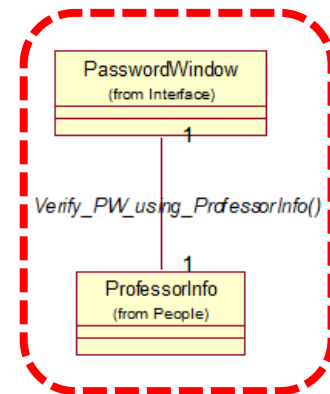 PasswordWindow
(from Interface)
1
Verify_PW_using_ProfessorInfo()
1
ProfessorInfo
(from People)